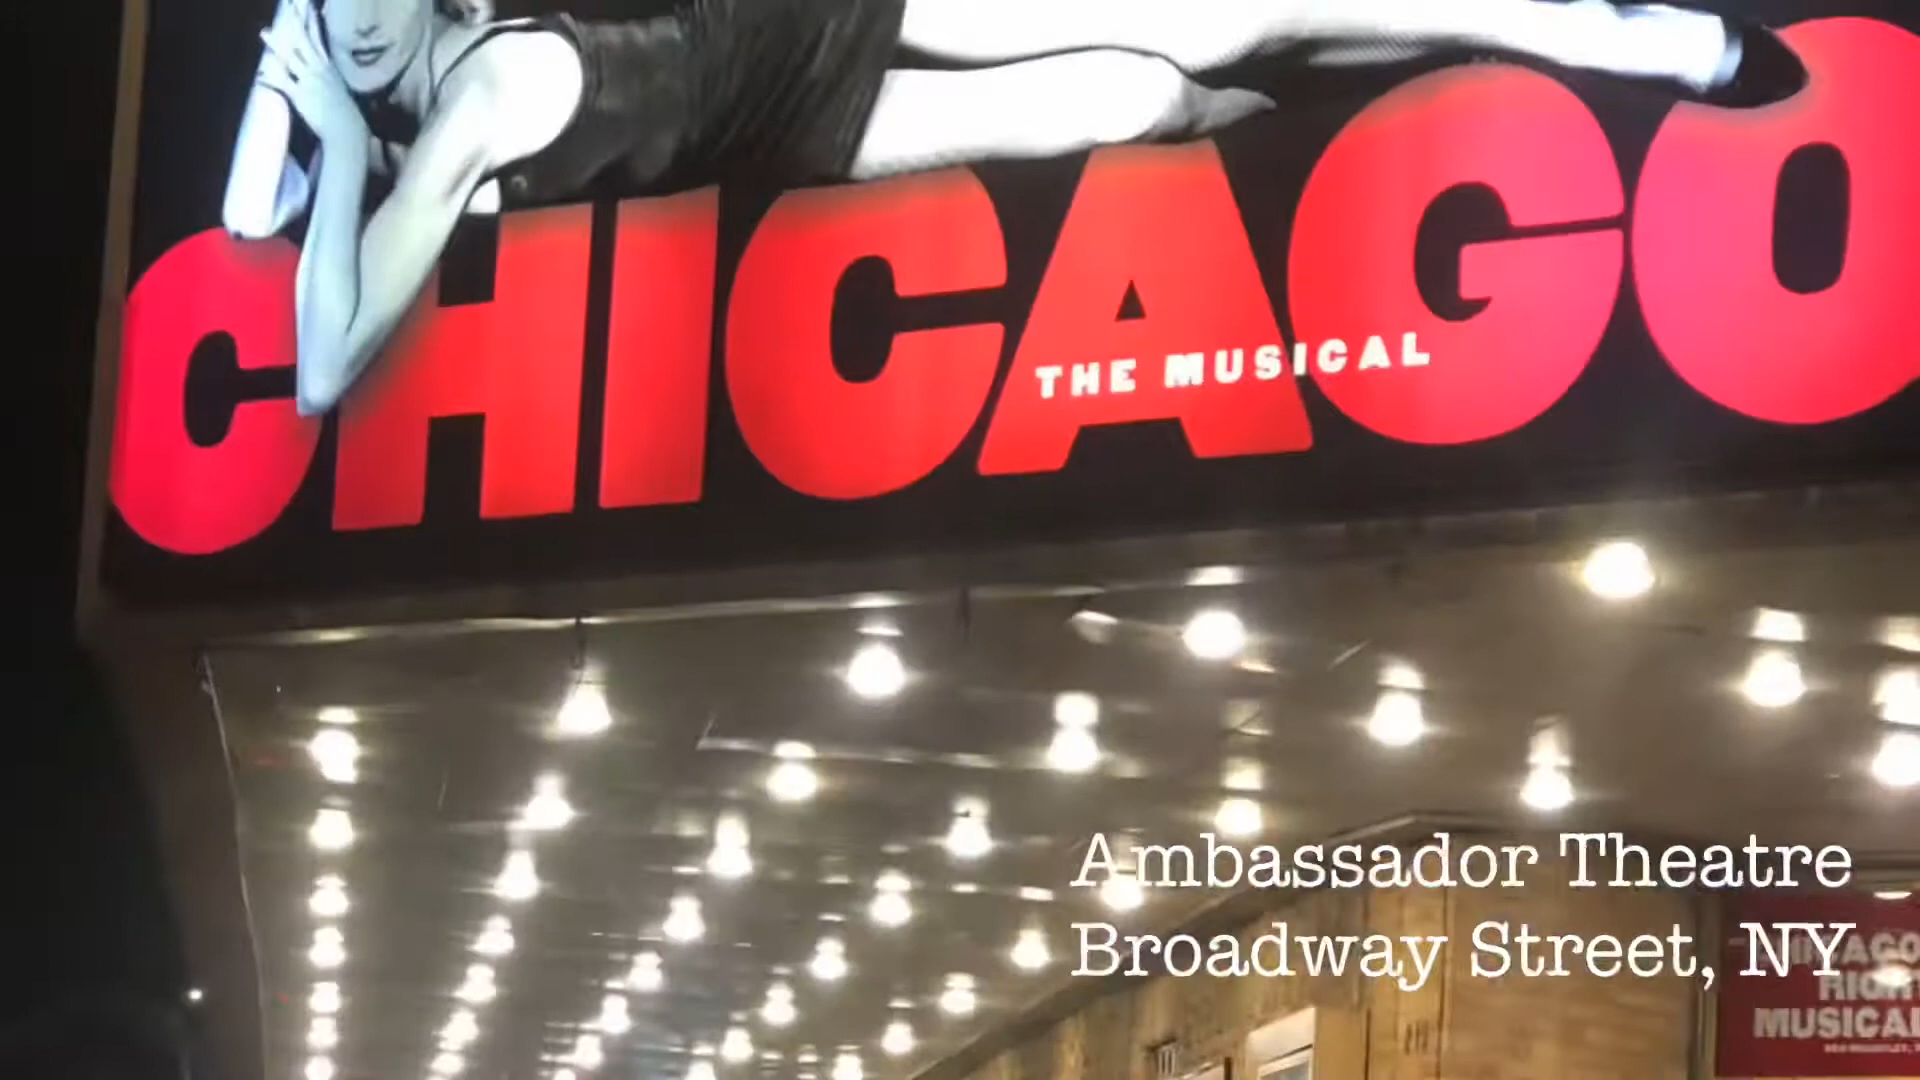 CHICAGO
THE MUSICAL
Ambassador Theatre
Broadway Street, NY
MUSICAL